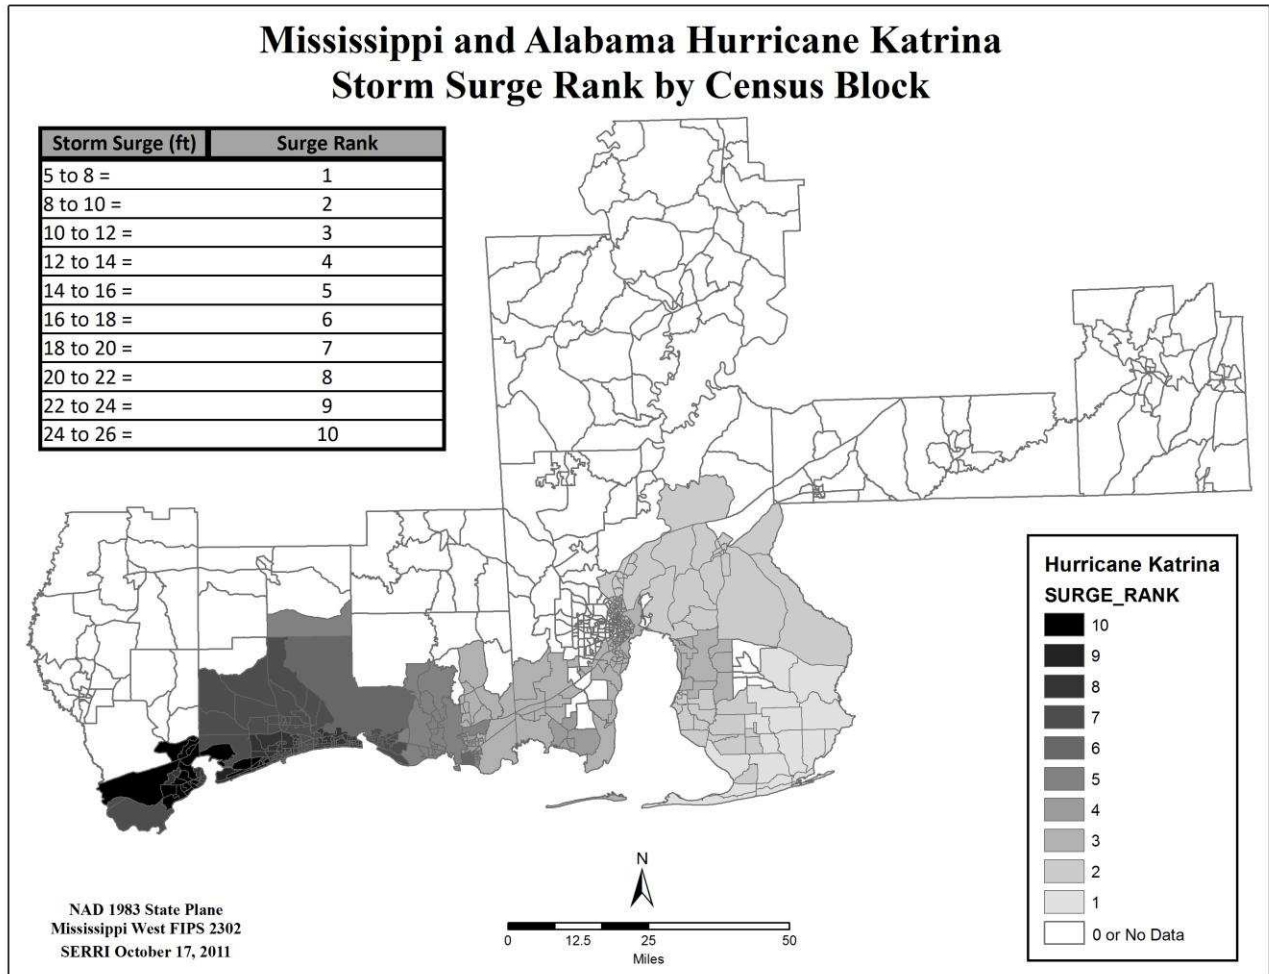 Mississippi and Alabama Hurricane Katrina
Storm Surge Rank by Census Block
Storm Surge (ft) Surge Rank
5 to 8 = 1
8 to 10 = 2
10 to 12 = 3
12 to 14 = 4
14 to 16 = 5
16 to 18 = 6
18 to 20 = 7
20 to 22 = 8
22 to 24 = 9
24 to 26 = 10
Hurricane Katrina
SURGE_RANK
10
9
8
7
6
5
4
3
2
1
0 or No Data
N
0 12.5 25 50
Miles
NAD 1983 State Plane
Mississippi West FIPS 2302
SERRI October 17, 2011